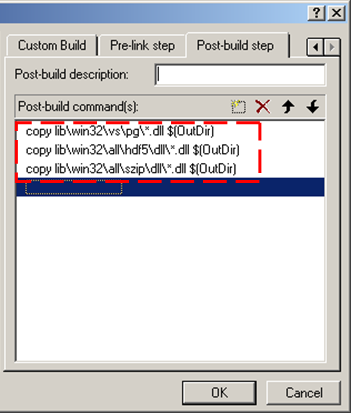 Custom Build
Pre-link step
Post-build step
Post-build description:
Post-build command(s):
copy lib\win32\vs\pg\*.dll $(OutDir)
copy lib\win32\all\hdf5\dll\*.dll $(OutDir)
copy lib\win32\all\szip\dll\*.dll $(OutDir)
OK
Cancel